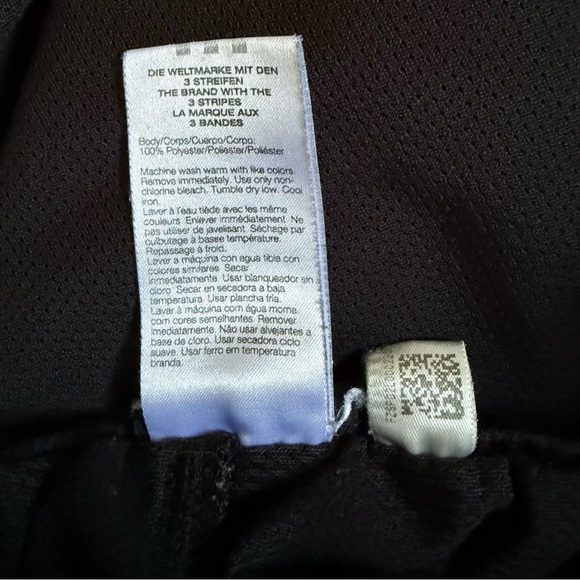 DIE WELTMARKE MIT DEN
3 STREIFEN
THE BRAND WITH THE
3 STRIPES
LA MARQUE AUX
3 BANDES
Body/Corps/Cuerpo/Corpo:
100% Polyester/Poliester/Poliéster
Machine wash warm with like colors.
Remove immediately. Use only non-
chlorine bleach. Tumble dry low. Cool
iron.
Laver à l'eau tiède avec les même
couleurs. Enlever immédiatement. Ne
pas utiliser de javelisant. Séchage par
culbutage à basse température.
Repassage à froid.
Lavar a máquina con agua tibia con
colores similares. Secar
inmediatamente. Usar blanqueador sin
cloro. Secar en secadora a baja
temperatura. Usar plancha fría.
Lavar à máquina com água morna
com cores semelhantes. Remover
imediatamente. Não usar alvejantes a
base de cloro. Usar secadora ciclo
suave. Usar ferro em temperatura
branda.